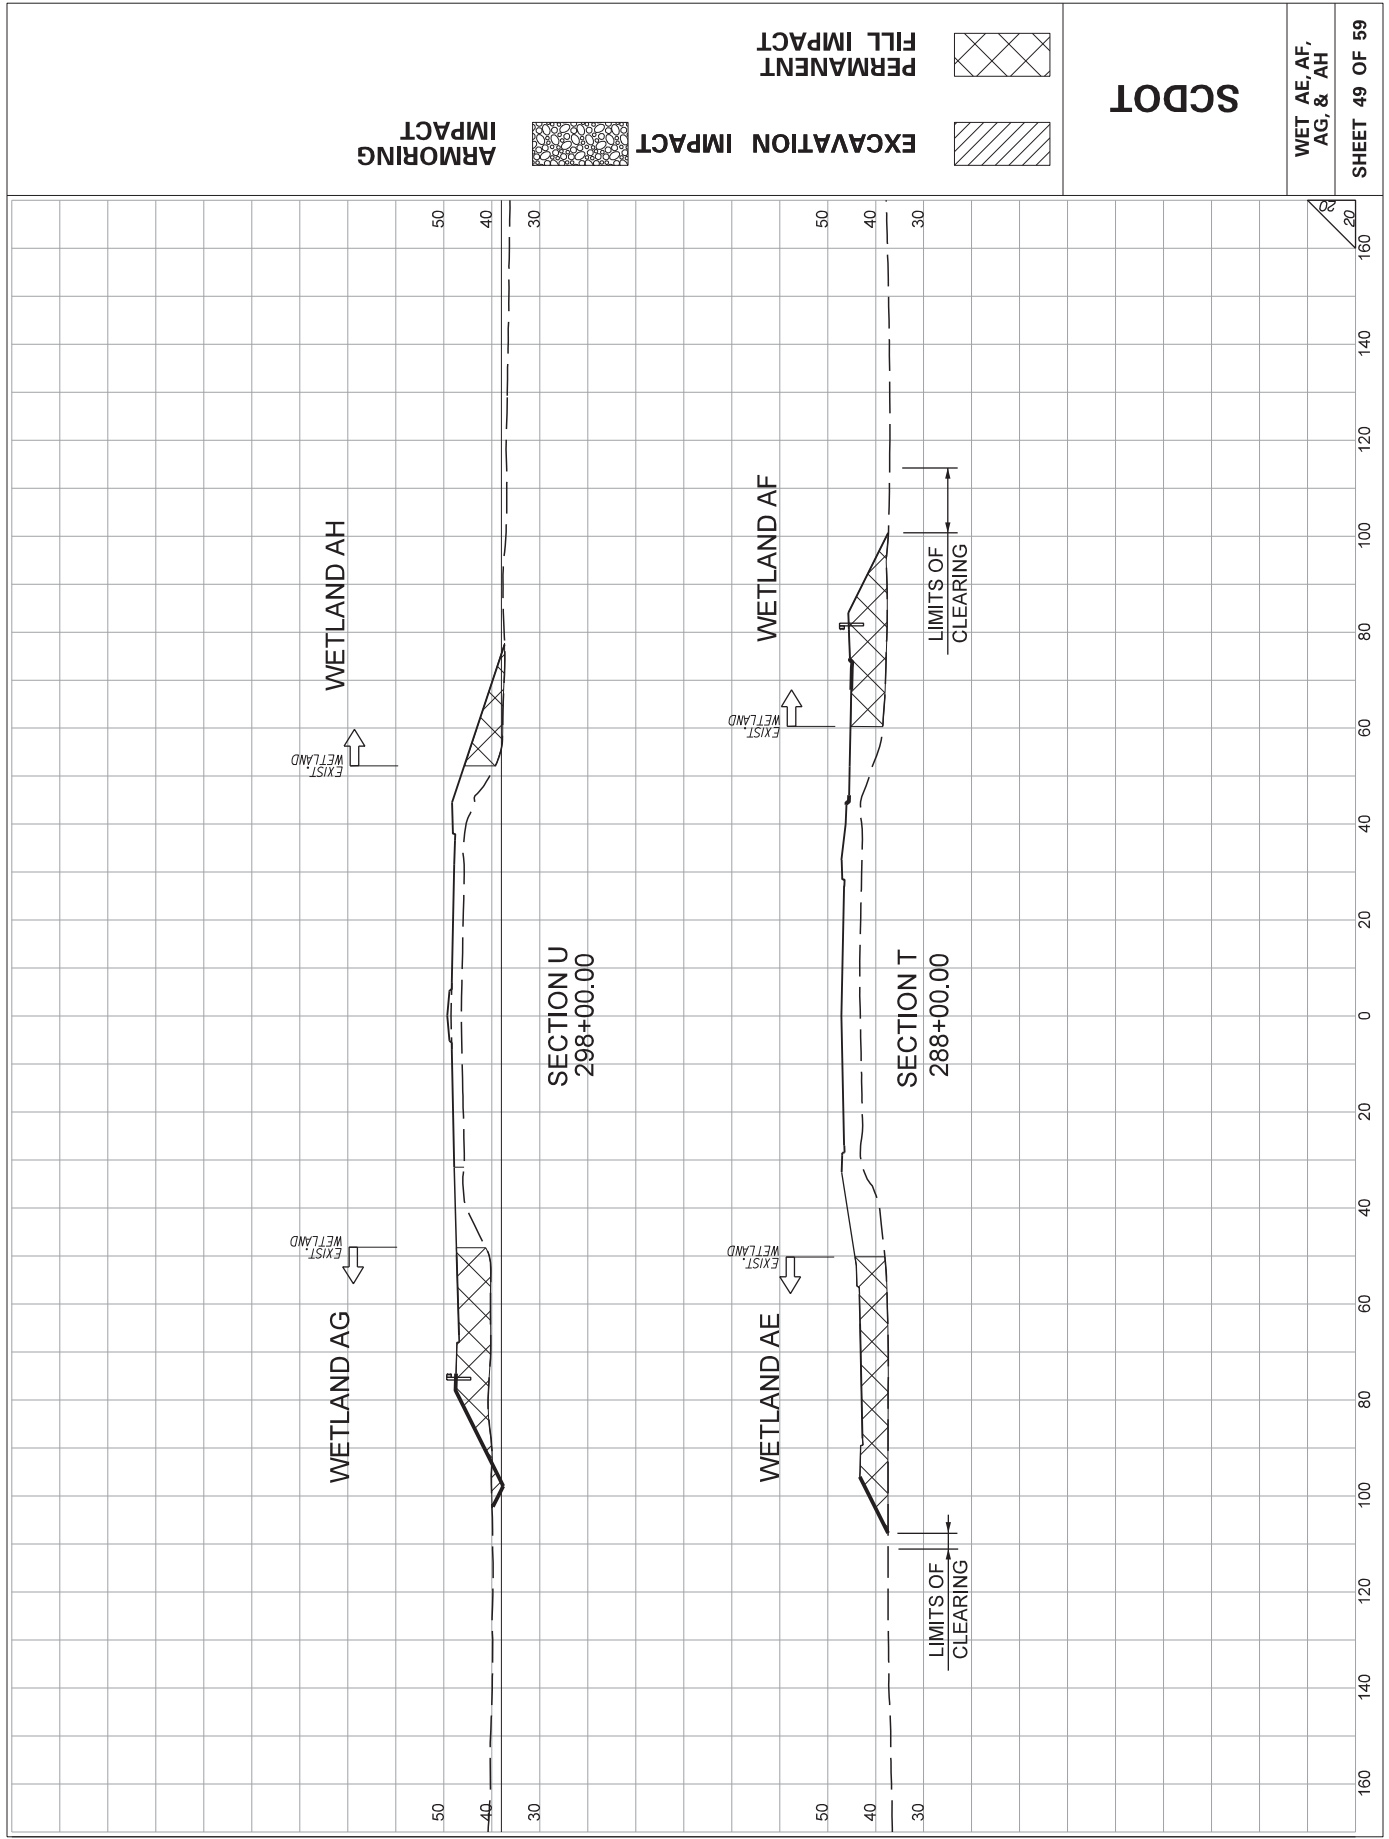 PERMANENT
FILL IMPACT
EXCAVATION IMPACT
ARMORING
IMPACT
SCDOT
WET AE, AF,
AG, & AH
SHEET 49 OF 59
50
40
30
50
40
30
WETLAND AG
EXIST.
WETLAND
EXIST.
WETLAND
WETLAND AH
SECTION U
298+00.00
50
40
30
50
40
30
WETLAND AE
EXIST.
WETLAND
EXIST.
WETLAND
WETLAND AF
SECTION T
288+00.00
LIMITS OF
CLEARING
LIMITS OF
CLEARING
160 140 120 100 80 60 40 20 0 20 40 60 80 100 120 140 160
20
20